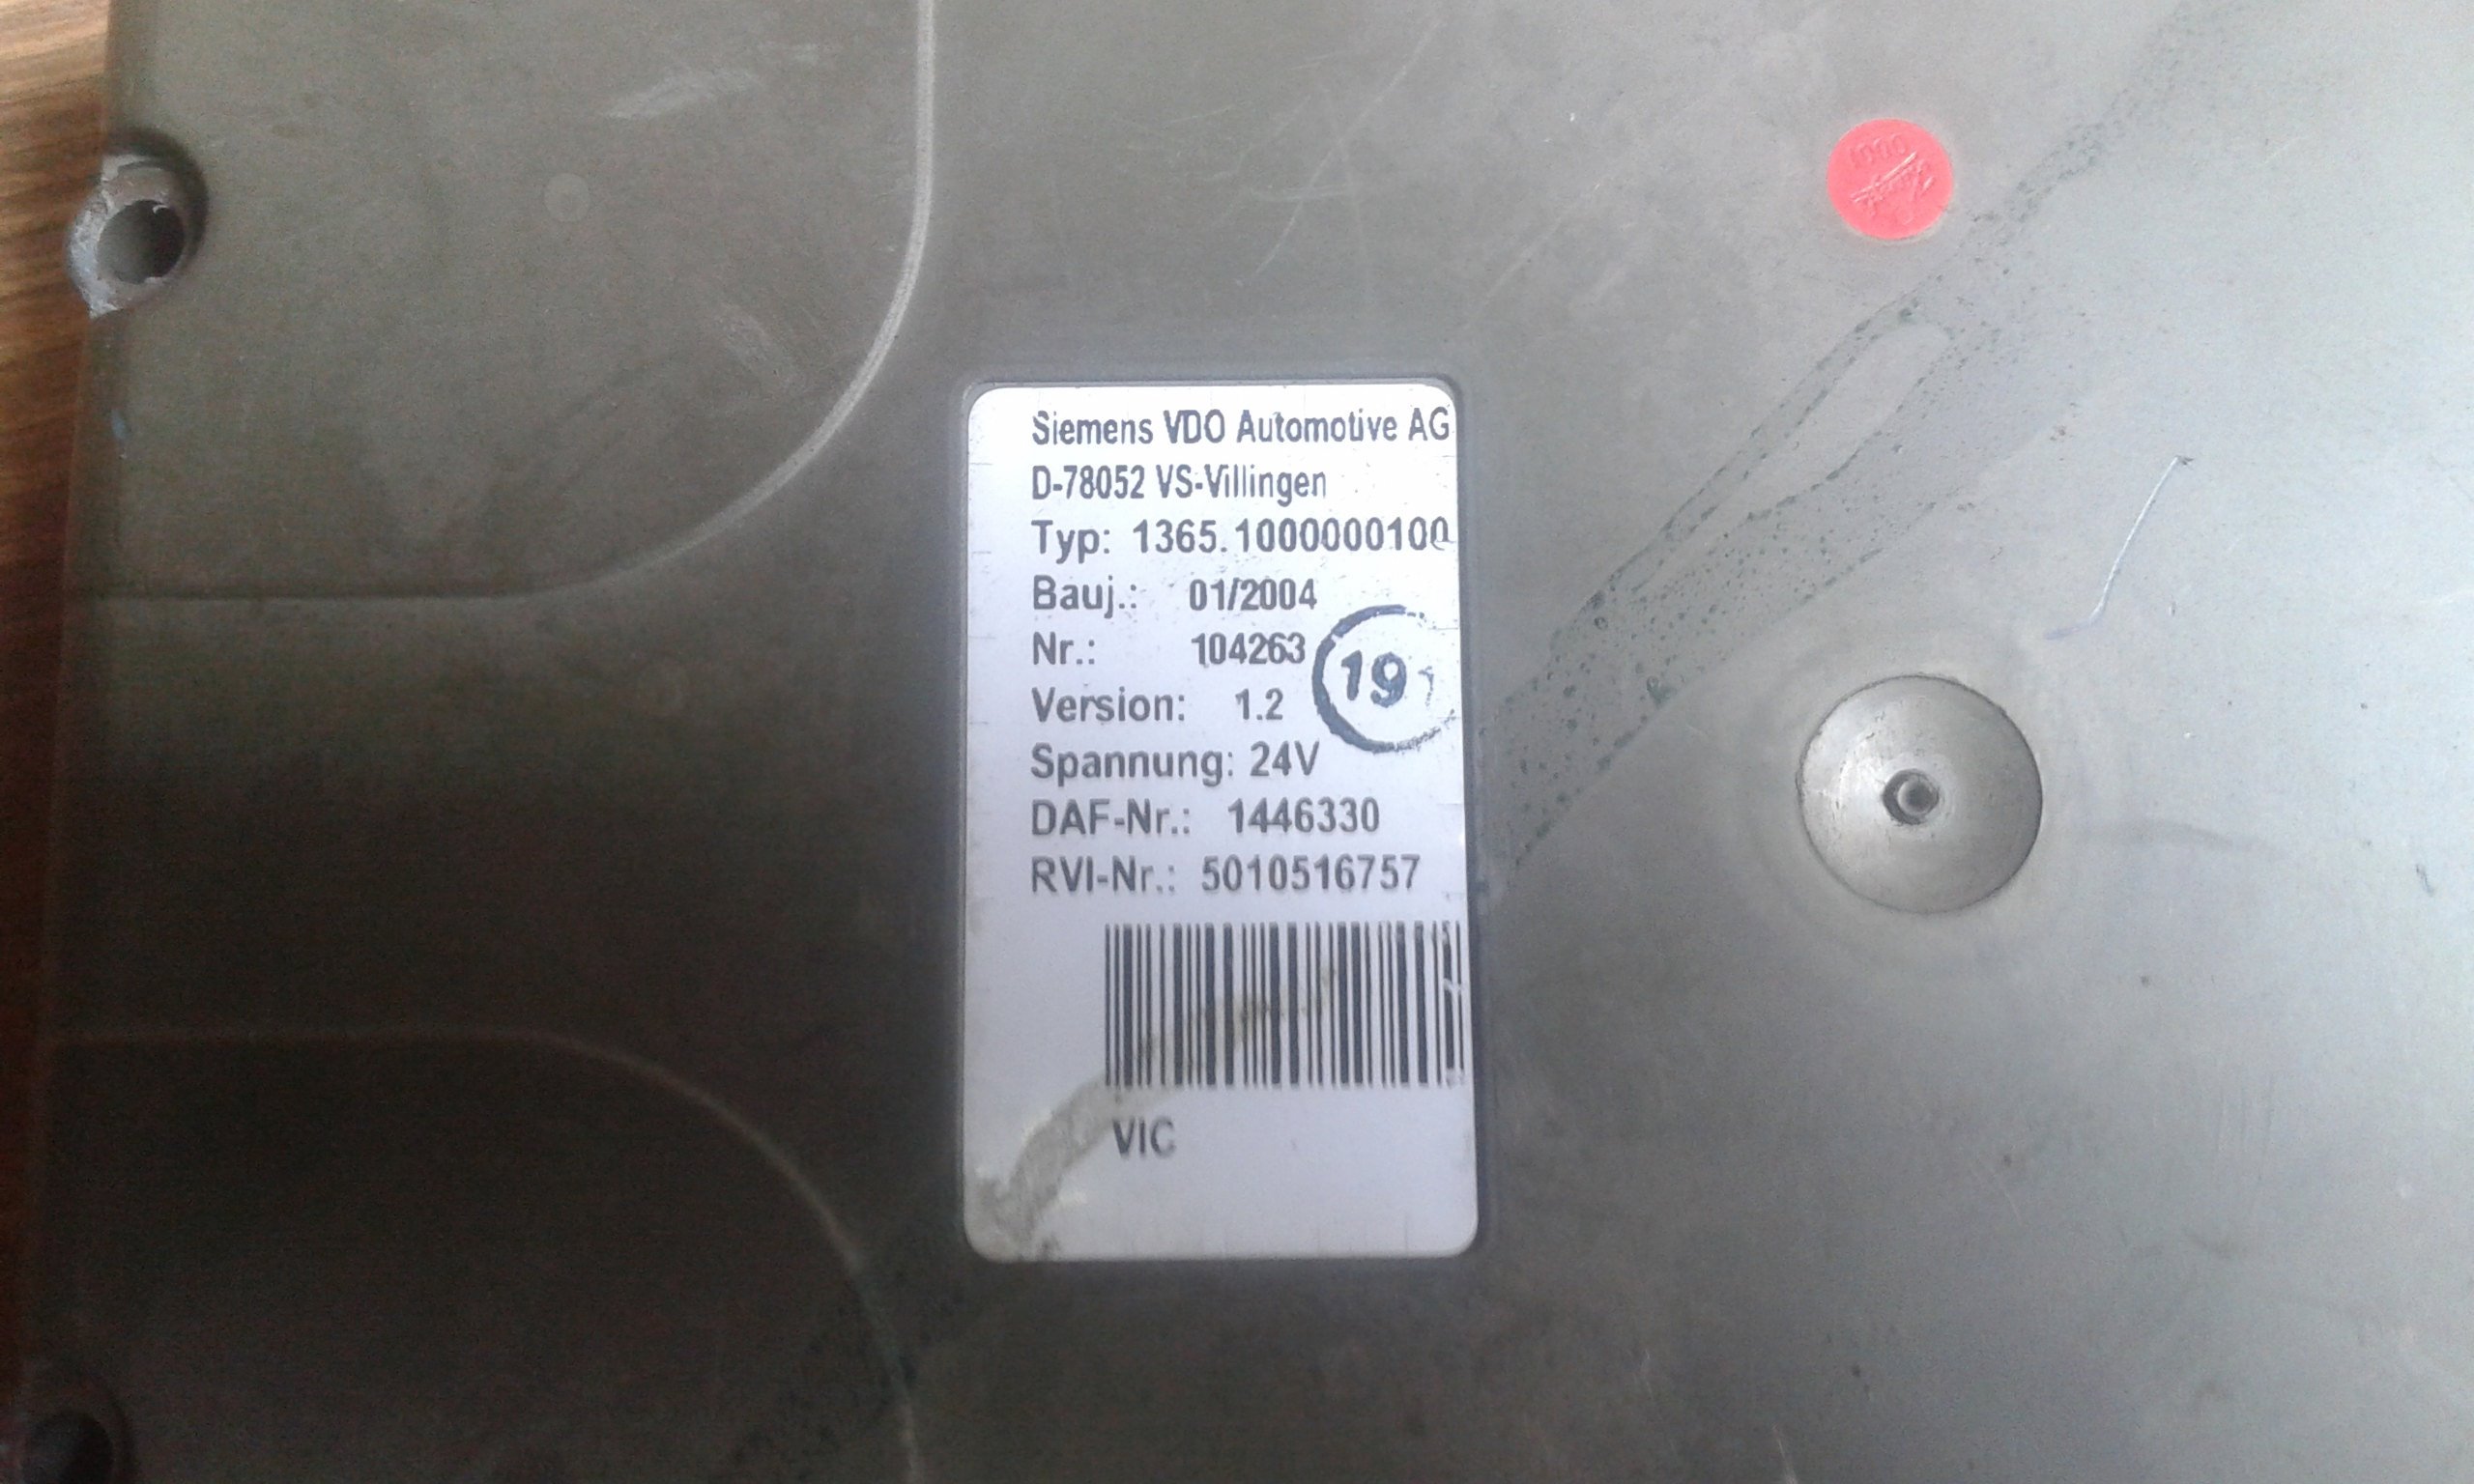 Siemens VDO Automotive AG
D-78052 VS-Villingen
Typ: 1365.1000000100
Bauj.: 01/2004
Nr.: 104263
19
Version: 1.2
Spannung: 24V
DAF-Nr.: 1446330
RVI-Nr.: 5010516757
VIC